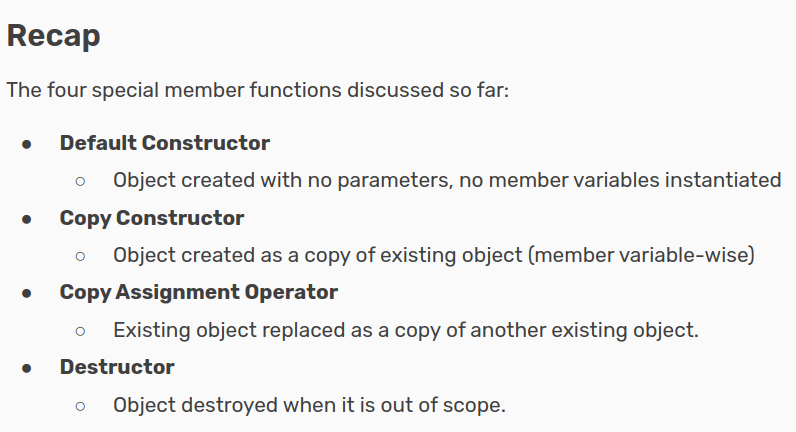 Recap
The four special member functions discussed so far:
● Default Constructor
○ Object created with no parameters, no member variables instantiated
● Copy Constructor
○ Object created as a copy of existing object (member variable-wise)
● Copy Assignment Operator
○ Existing object replaced as a copy of another existing object.
● Destructor
○ Object destroyed when it is out of scope.